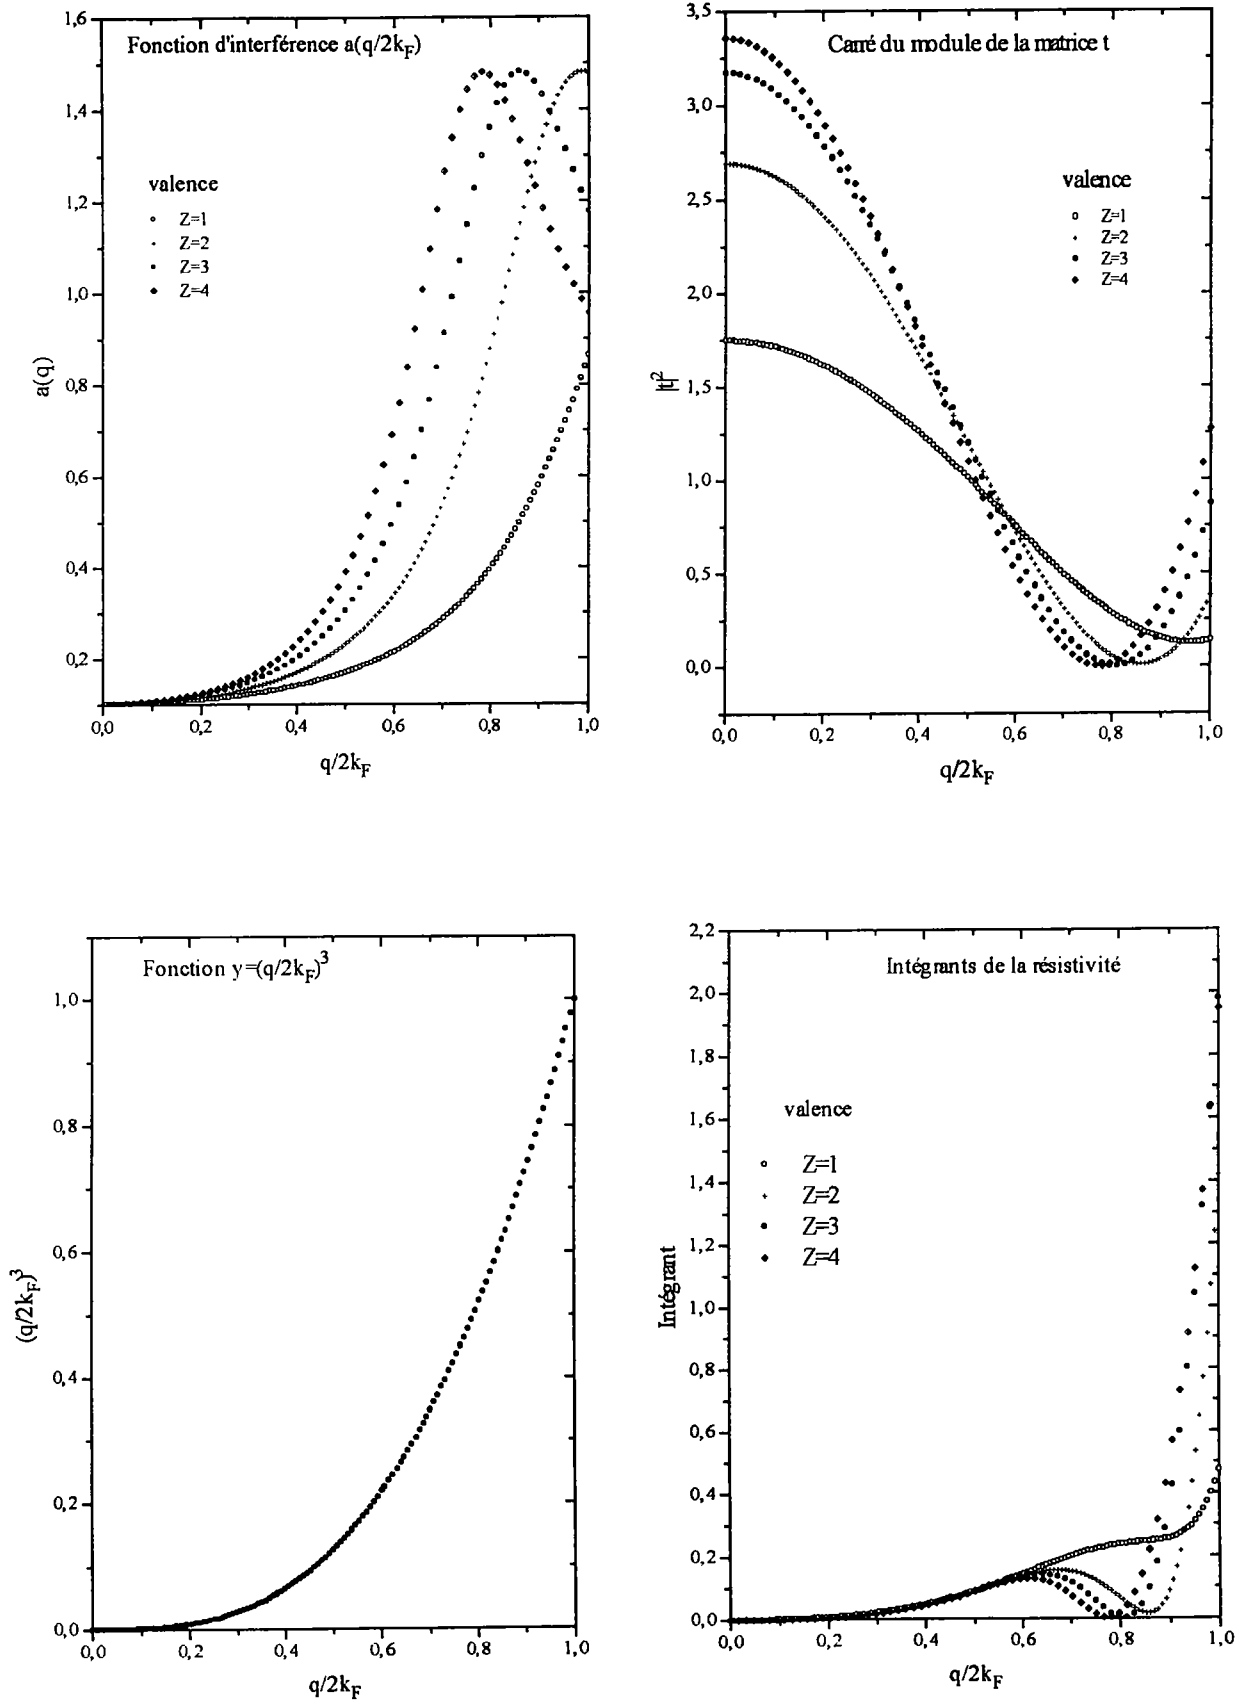 Fonction d'interférence a(q/2kF)
1,6
1,4
1,2
1,0
0,8
0,6
0,4
0,2
a(q)
valence
Z=1
Z=2
Z=3
Z=4
0,0 0,2 0,4 0,6 0,8 1,0
q/2kF
Carré du module de la matrice t
3,5
3,0
2,5
2,0
1,5
1,0
0,5
0,0
|t|²
valence
Z=1
Z=2
Z=3
Z=4
0,0 0,2 0,4 0,6 0,8 1,0
q/2kF
Fonction y=(q/2kF)³
1,0
0,8
0,6
0,4
0,2
0,0
(q/2kF)³
0,0 0,2 0,4 0,6 0,8 1,0
q/2kF
Intégrants de la résistivité
2,2
2,0
1,8
1,6
1,4
1,2
1,0
0,8
0,6
0,4
0,2
0,0
Intégrant
valence
Z=1
Z=2
Z=3
Z=4
0,0 0,2 0,4 0,6 0,8 1,0
q/2kF